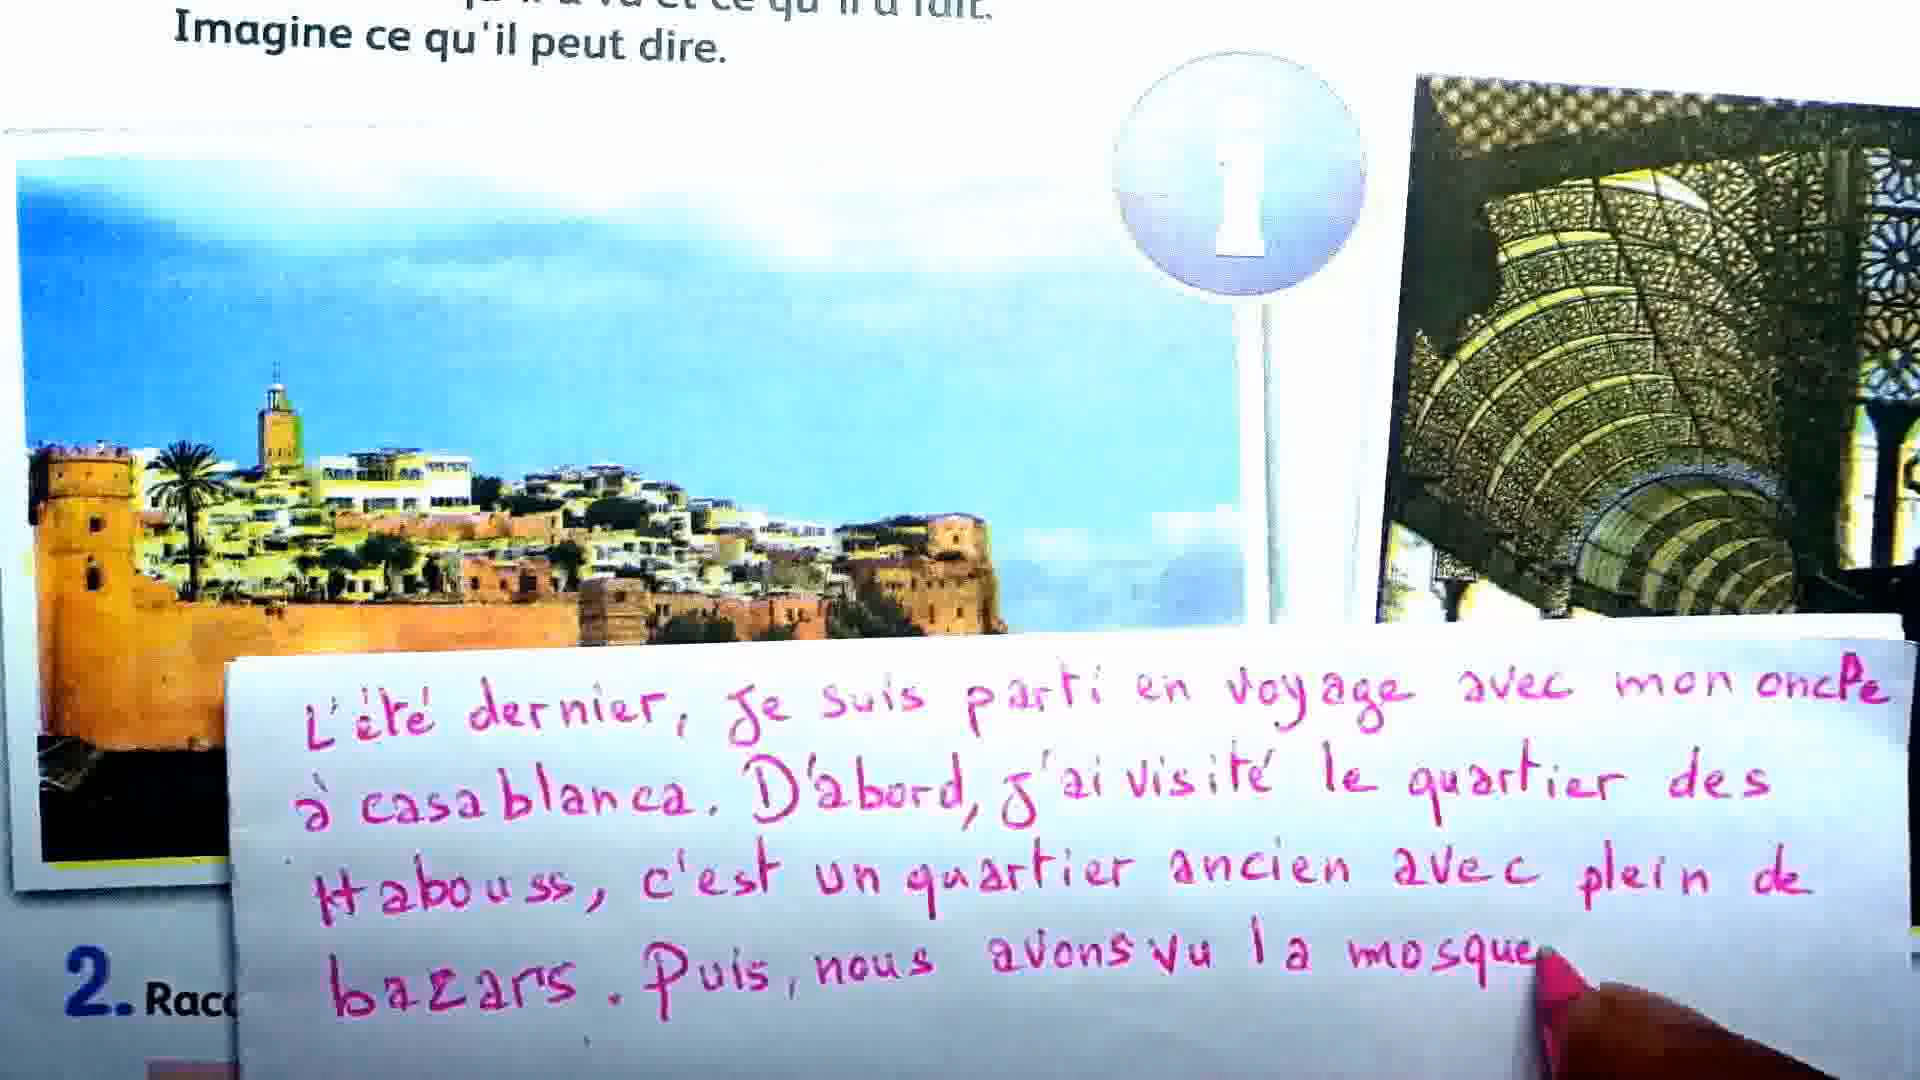 Imagine ce qu'il peut dire.
L'été dernier, Je suis parti en voyage avec mon oncle
à casablanca. D'abord, j'ai visité le quartier des
Habouss, c'est un quartier ancien avec plein de
bazars. Puis, nous avons vu la mosque
2.